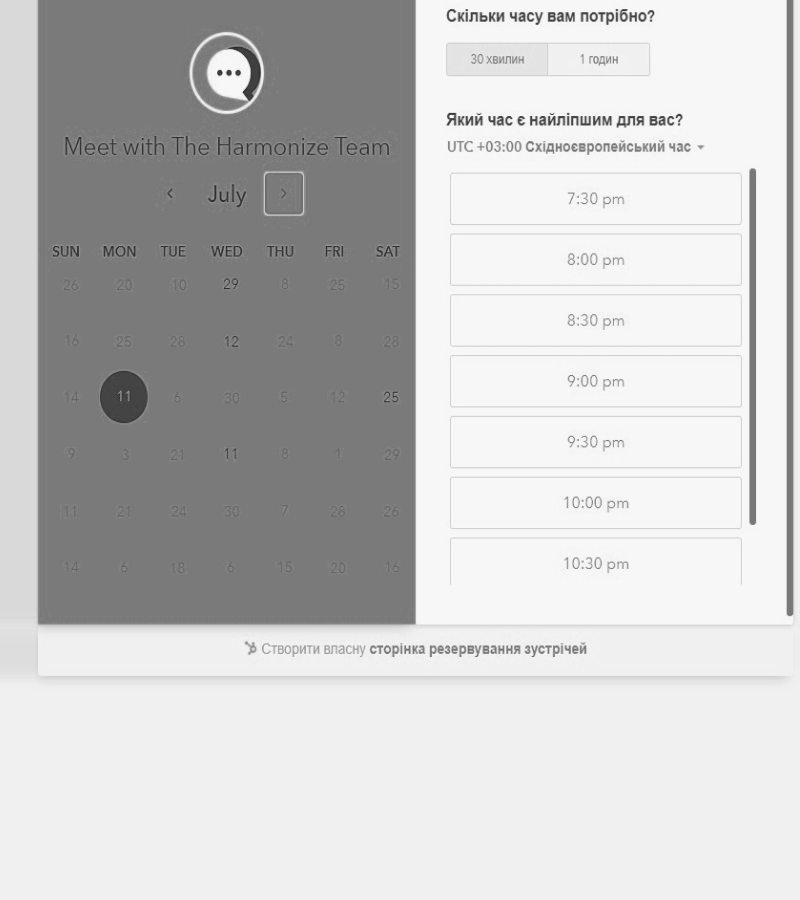 Meet with The Harmonize Team
July
SUN MON TUE WED THU FRI SAT
26 20 10 29 8 25 15
16 25 28 12 24 8 28
14 11 6 30 5 12 25
9 3 21 11 8 1 29
11 21 24 30 7 28 26
14 6 18 6 15 20 16
Скільки часу вам потрібно?
30 хвилин 1 годин
Який час є найліпшим для вас?
UTC +03:00 Східноєвропейський час
7:30 pm
8:00 pm
8:30 pm
9:00 pm
9:30 pm
10:00 pm
10:30 pm
Створити власну сторінка резервування зустрічей